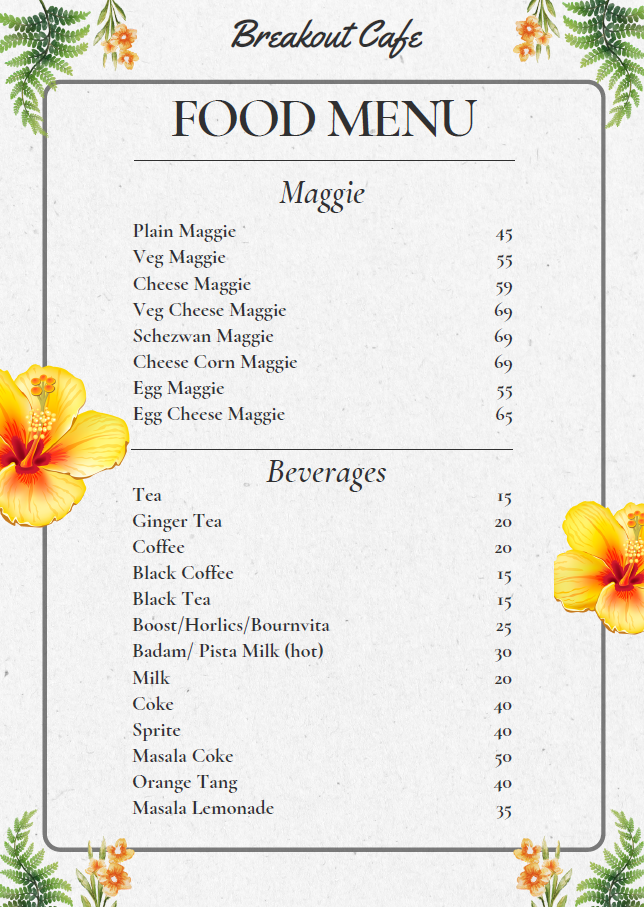 Breakout Cafe
FOOD MENU
Maggie
Plain Maggie 45
Veg Maggie 55
Cheese Maggie 59
Veg Cheese Maggie 69
Schezwan Maggie 69
Cheese Corn Maggie 69
Egg Maggie 55
Egg Cheese Maggie 65
Beverages
Tea 15
Ginger Tea 20
Coffee 20
Black Coffee 15
Black Tea 15
Boost/Horlics/Bournvita 25
Badam/ Pista Milk (hot) 30
Milk 20
Coke 40
Sprite 40
Masala Coke 50
Orange Tang 40
Masala Lemonade 35